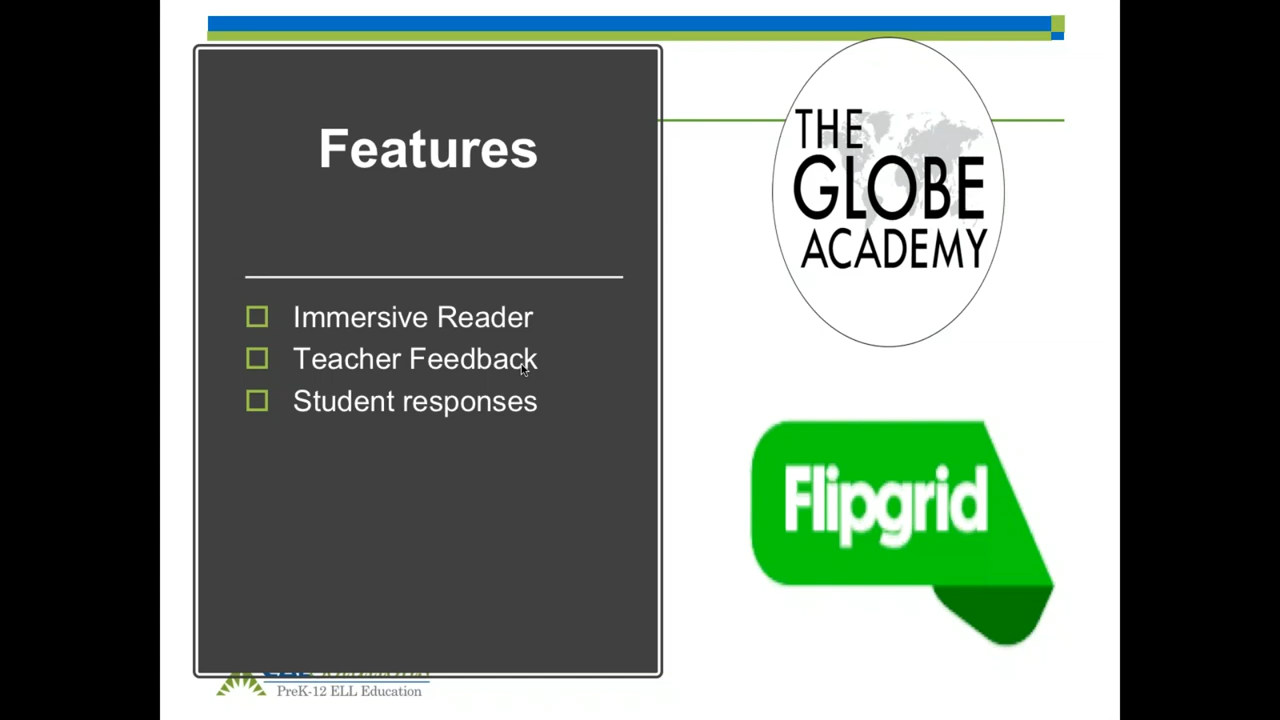 Features
Immersive Reader
Teacher Feedback
Student responses
THE
GLOBE
ACADEMY
Flipgrid
PreK-12 ELL Education